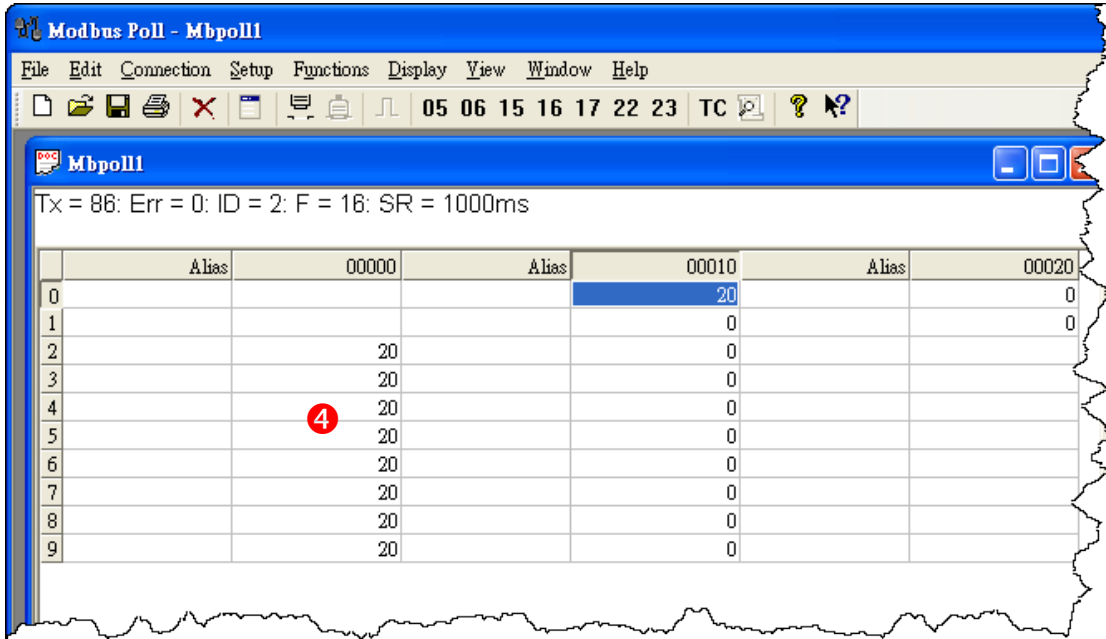 Modbus Poll - Mbpoll1
File Edit Connection Setup Functions Display View Window Help
05 06 15 16 17 22 23 TC
Mbpoll1
Tx = 86: Err = 0: ID = 2: F = 16: SR = 1000ms
Alias 00000 Alias 00010 Alias 00020
0 20 0
1 0 0
2 20 0
3 20 0
4 20 0
5 20 0
6 20 0
7 20 0
8 20 0
9 20 0
4